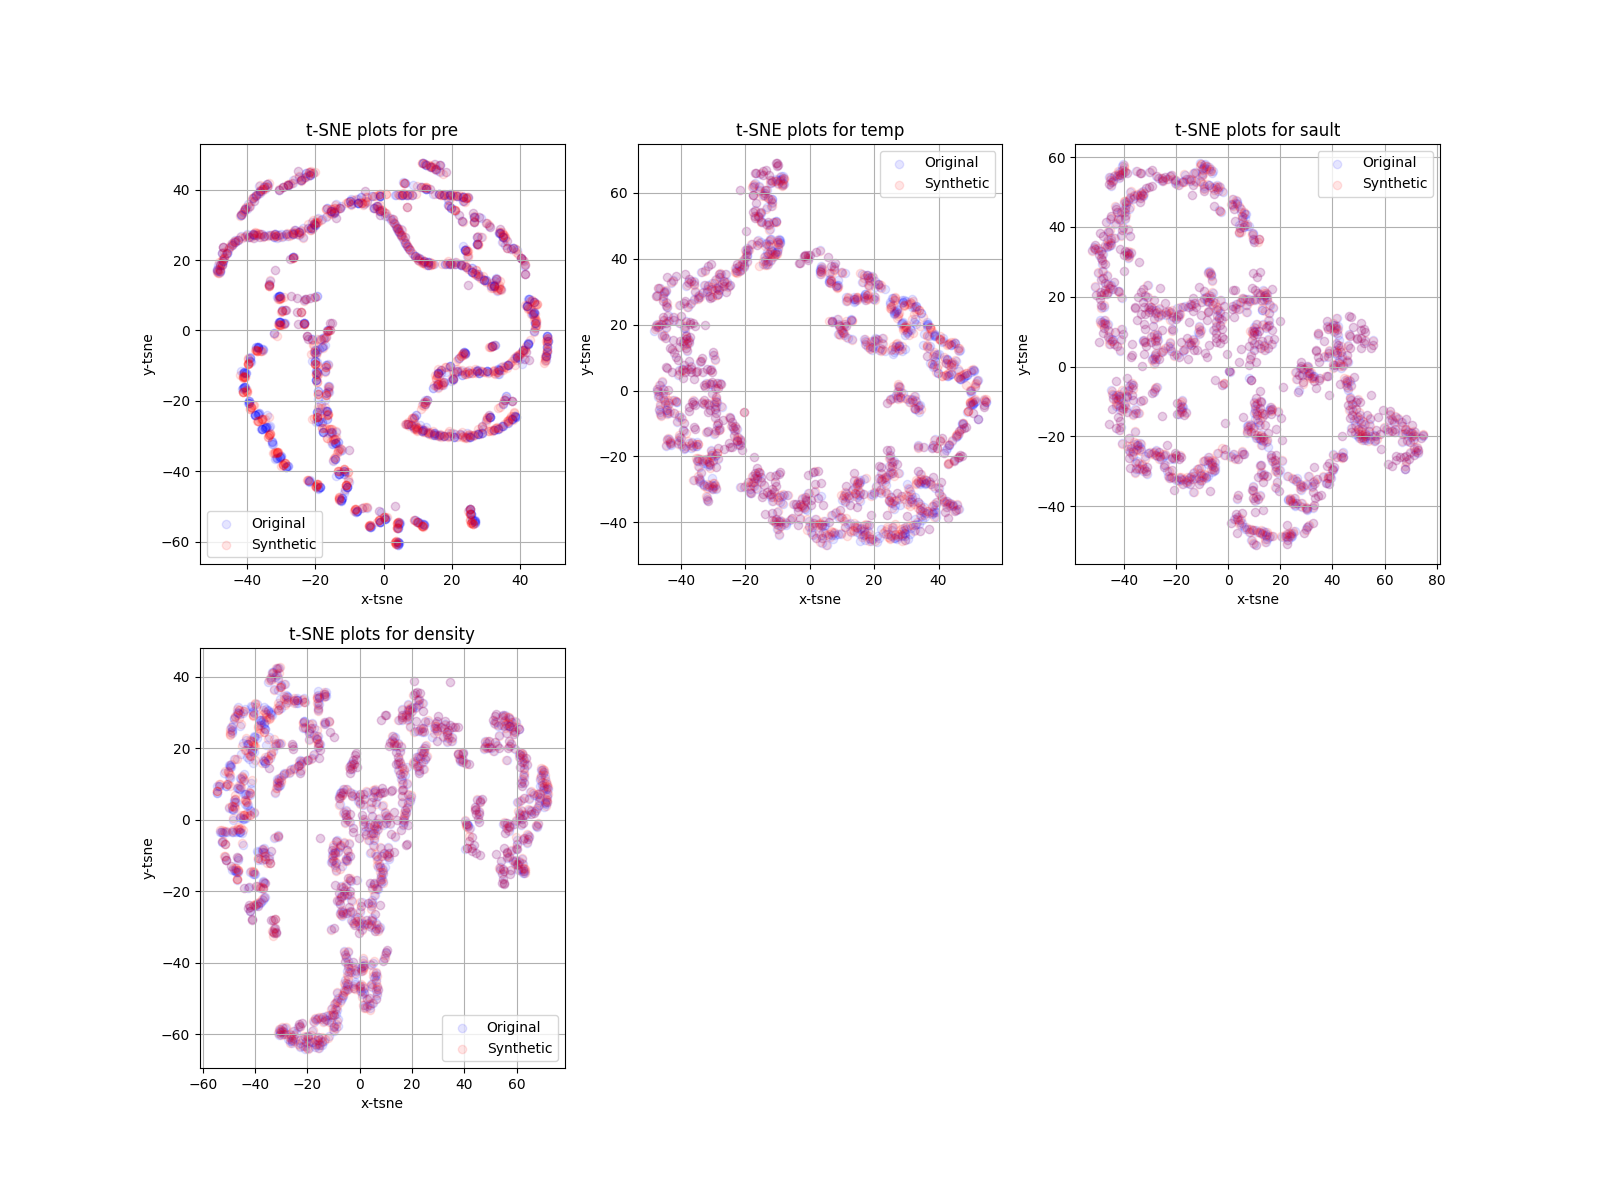 t-SNE plots for pre
y-tsne
40
20
0
−20
−40
−60
Original
Synthetic
−40 −20 0 20 40
x-tsne
t-SNE plots for temp
y-tsne
60
40
20
0
−20
−40
Original
Synthetic
−40 −20 0 20 40
x-tsne
t-SNE plots for sault
y-tsne
60
40
20
0
−20
−40
Original
Synthetic
−40 −20 0 20 40 60 80
x-tsne
t-SNE plots for density
y-tsne
40
20
0
−20
−40
−60
Original
Synthetic
−60 −40 −20 0 20 40 60
x-tsne